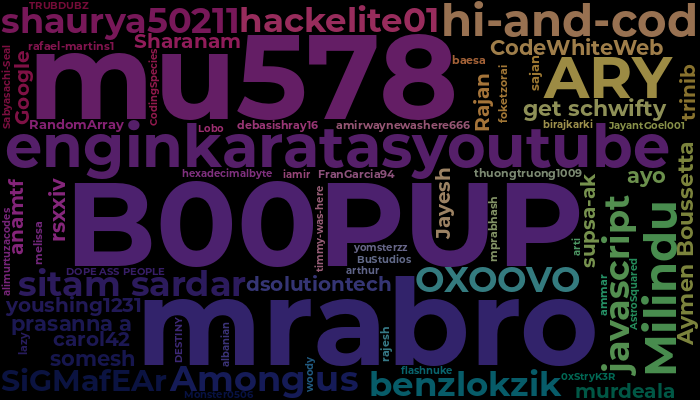 TRUBDUBZ
shaurya50211
hackelite01
hi-and-cod
rafael-martins1
Sharanam
CodeWhiteWeb
Sabyasachi-Seal
Google
mu578
CodingSpecies
baesa
Rajan
foketzorai
sajan
ARY
trinib
get schwifty
RandomArray
Lobo
debasishray16
amirwaynewashere666
birajkarki
JayantGoel001
enginkaratasyoutube
hexadecimalbyte
iamir
FranGarcia94
thuongtruong1009
ayo
alimurtuzacodes
anamtf
melissa
rsxxiv
B00PUP
timmy-was-here
Jayesh
mprabhash
arti
supsa-ak
javascript
Milindu
Aymen Boussetta
yomsterzz
BuStudios
arthur
DOPE ASS PEOPLE
sitam sardar
dsolutiontech
OXOOVO
ammar
AstroSquared
youshing1231
mrabro
prasanna a
lazy
carol42
somesh
DESTINY
albanian
rajesh
woody
flashnuke
SiGMafEAr
Amongus
benzlokzik
0xStryK3R
murdeala
Monster0506